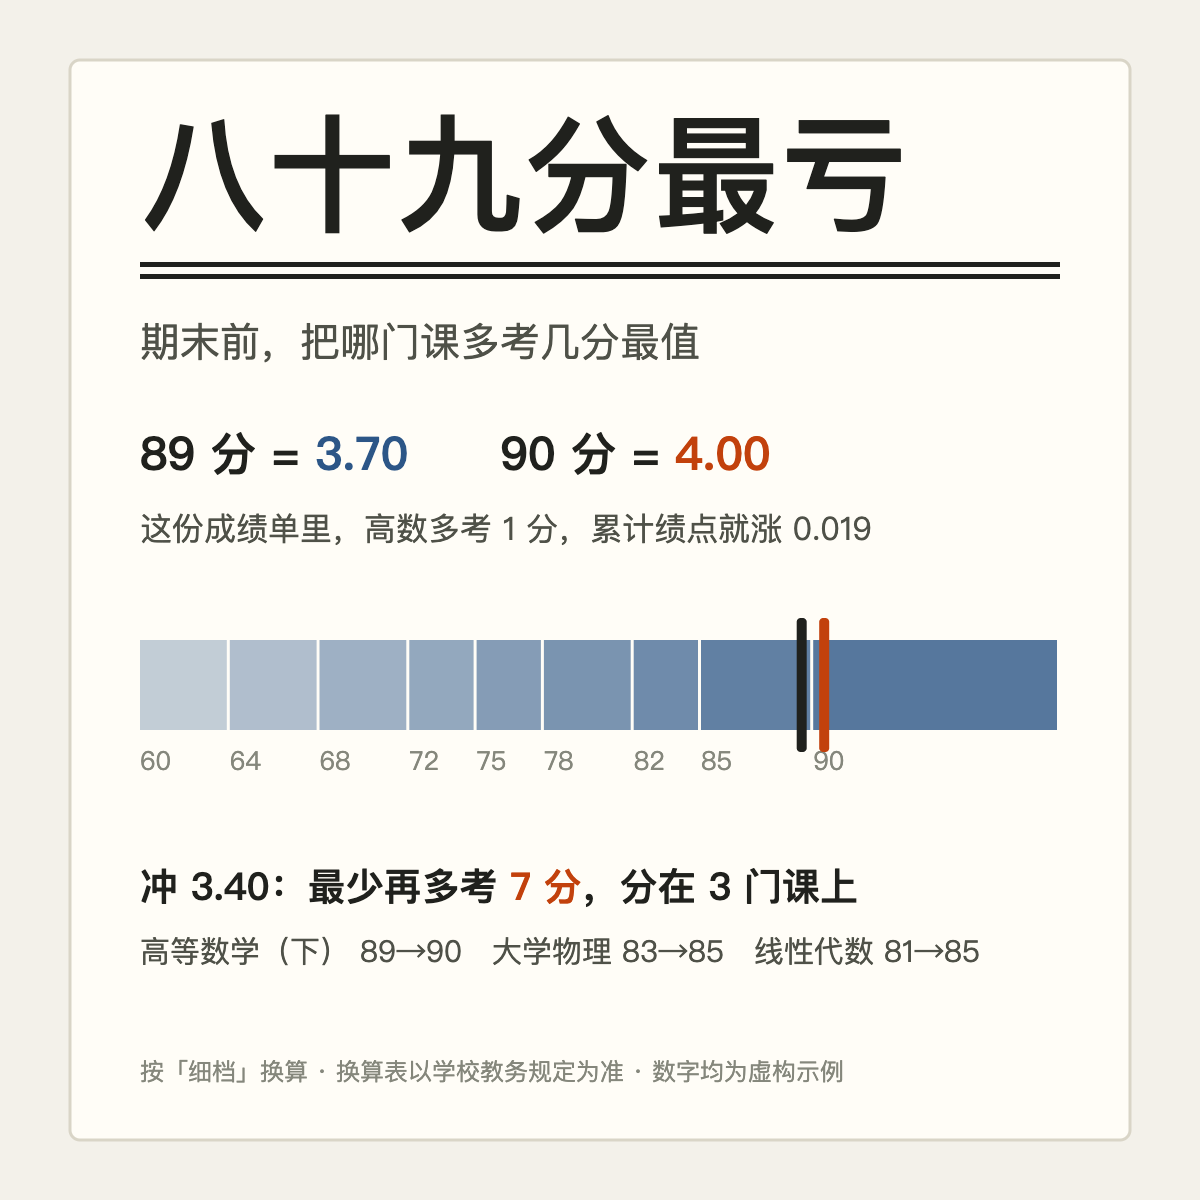 八十九分最亏
期末前，把哪门课多考几分最值
89 分 = 3.70 90 分 = 4.00
这份成绩单里，高数多考 1 分，累计绩点就涨 0.019
60 64 68 72 75 78 82 85 90
冲 3.40：最少再多考 7 分，分在 3 门课上
高等数学（下） 89→90 大学物理 83→85 线性代数 81→85
按「细档」换算 · 换算表以学校教务规定为准 · 数字均为虚构示例